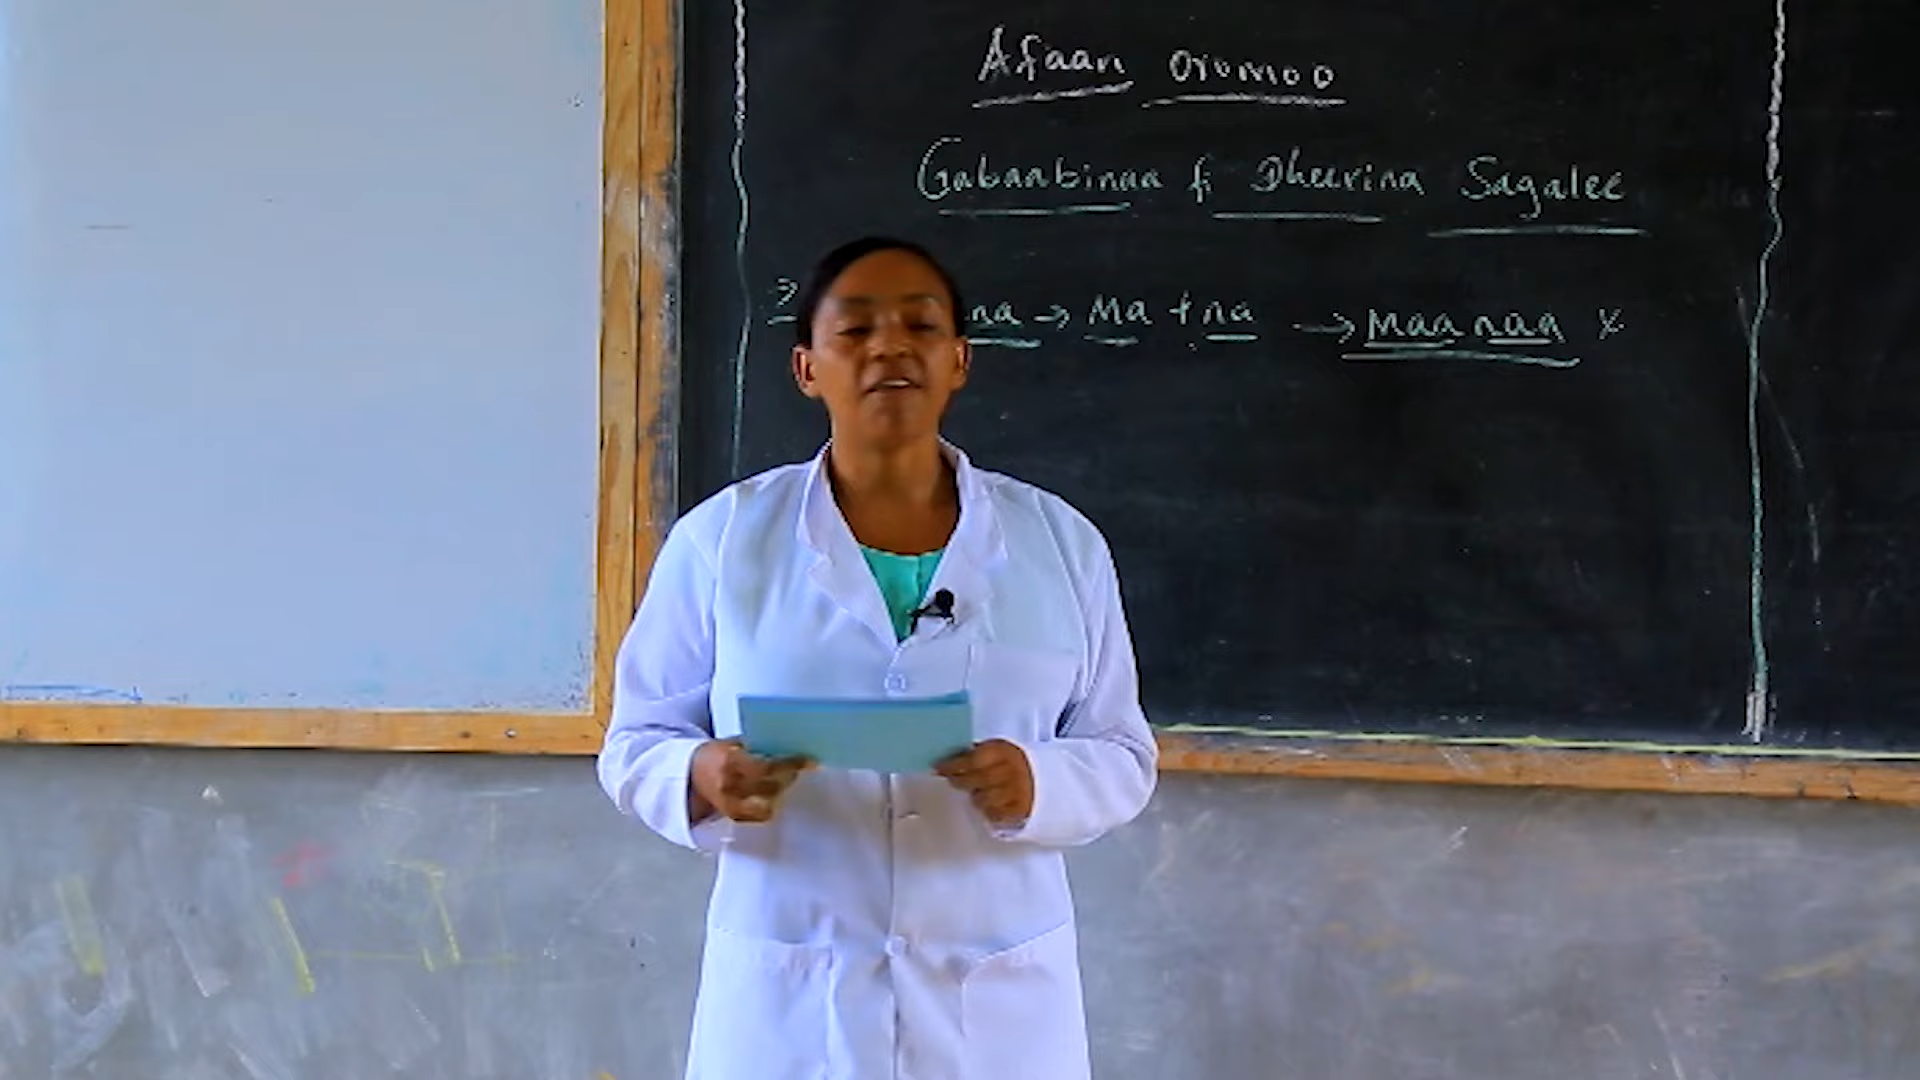 Afaan Oromoo
Gabaabinaa fi Dheerina Sagalee
na → Ma + na → Maanaa x